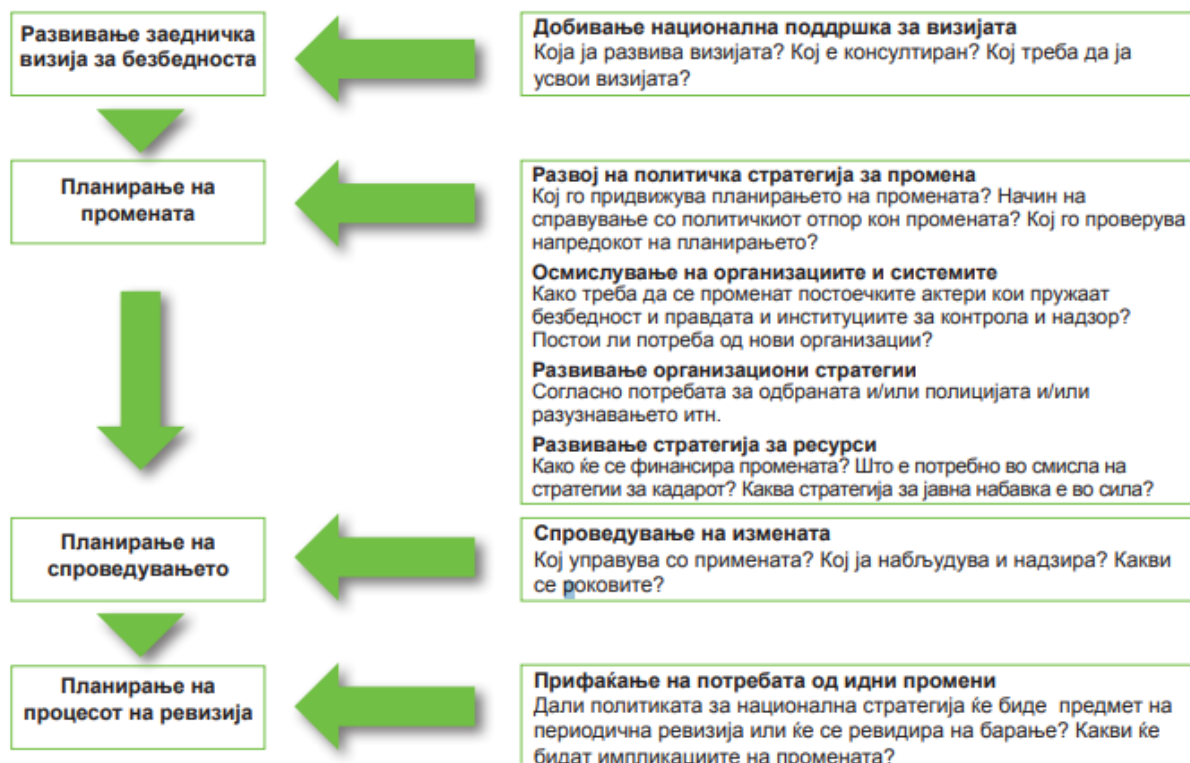 Развивање заедничка
визија за безбедноста
Добивање национална поддршка за визијата
Која ја развива визијата? Кој е консултиран? Кој треба да ја
усвои визијата?
Планирање на
промената
Развој на политичка стратегија за промена
Кој го придвижува планирањето на промената? Начин на
справување со политичкиот отпор кон промената? Кој го проверува
напредокот на планирањето?
Осмислување на организациите и системите
Како треба да се променат постоечките актери кои пружаат
безбедност и правдата и институциите за контрола и надзор?
Постои ли потреба од нови организации?
Развивање организациони стратегии
Согласно потребата за одбраната и/или полицијата и/или
разузнавањето итн.
Развивање стратегија за ресурси
Како ќе се финансира промената? Што е потребно во смисла на
стратегии за кадарот? Каква стратегија за јавна набавка е во сила?
Планирање на
спроведувањето
Спроведување на измената
Кој управува со примената? Кој ја набљудува и надзира? Какви
се роковите?
Планирање на
процесот на ревизија
Прифаќање на потребата од идни промени
Дали политиката за национална стратегија ќе биде предмет на
периодична ревизија или ќе се ревидира на барање? Какви ќе
бидат импликациите на промената?